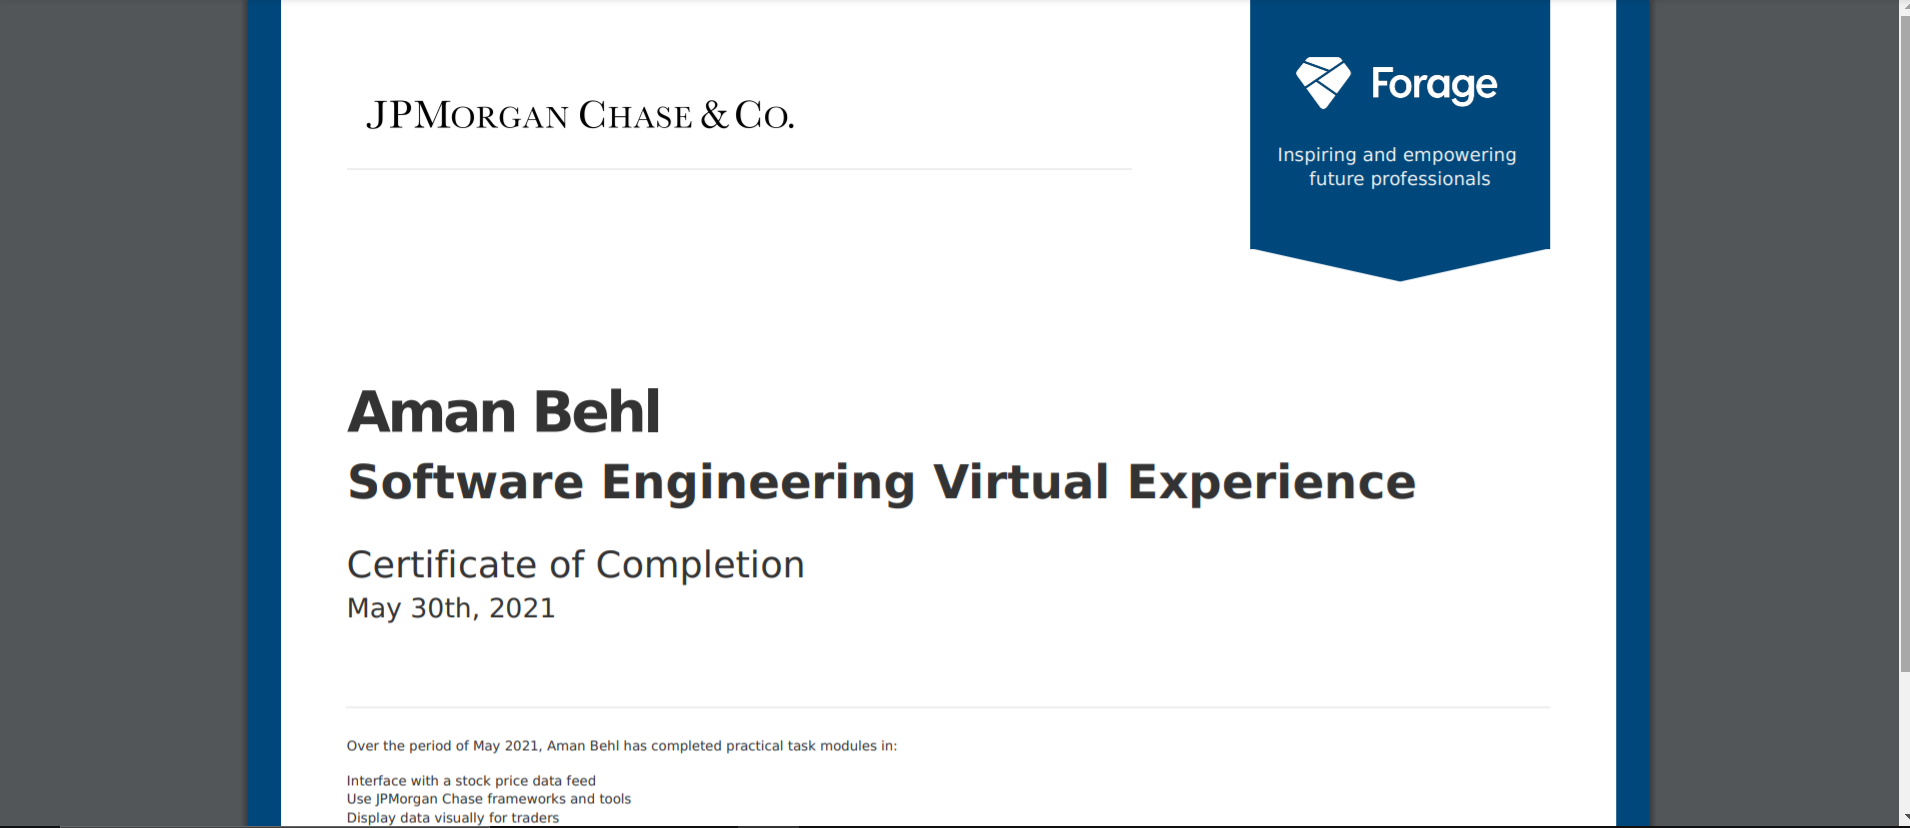 JPMORGAN CHASE & CO.
Forage
Inspiring and empowering
future professionals
Aman Behl
Software Engineering Virtual Experience
Certificate of Completion
May 30th, 2021
Over the period of May 2021, Aman Behl has completed practical task modules in:
Interface with a stock price data feed
Use JPMorgan Chase frameworks and tools
Display data visually for traders